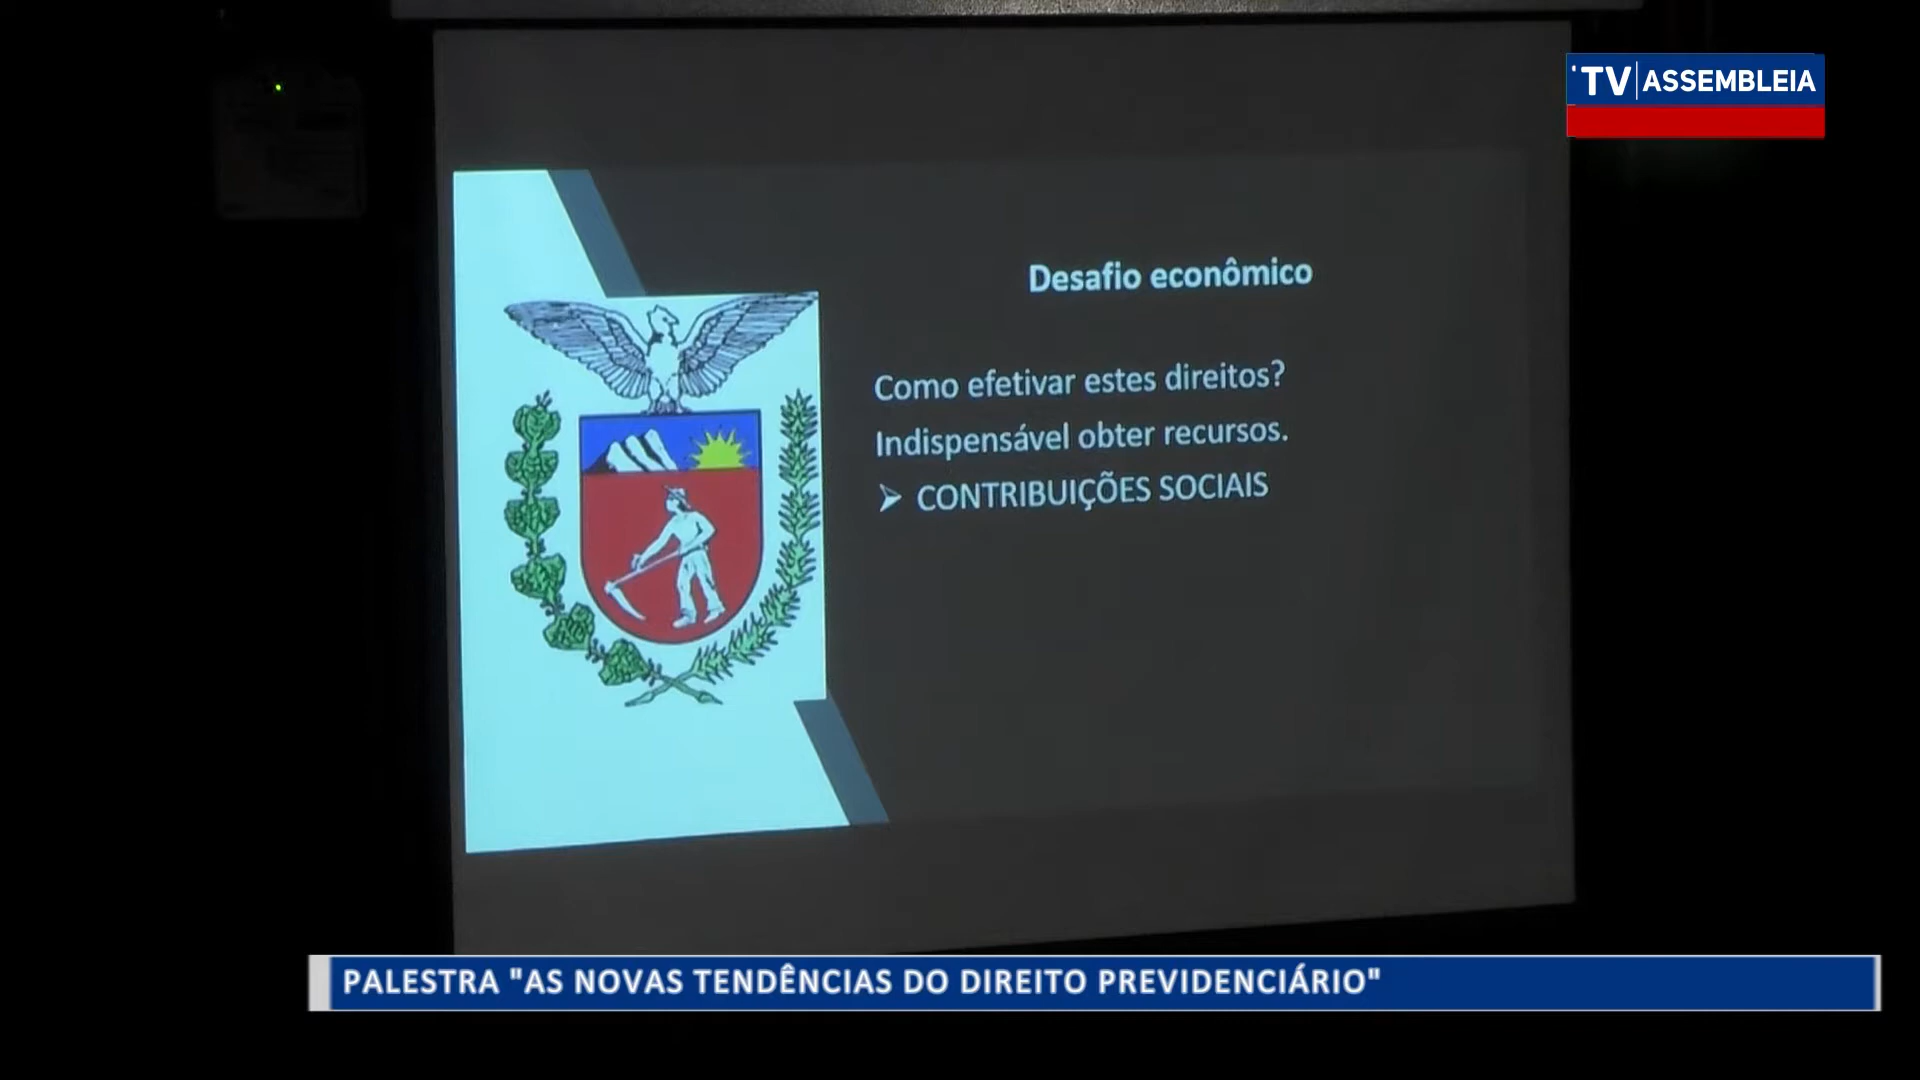 TV ASSEMBLEIA
Desafio econômico
Como efetivar estes direitos?
Indispensável obter recursos.
➢ CONTRIBUIÇÕES SOCIAIS
PALESTRA "AS NOVAS TENDÊNCIAS DO DIREITO PREVIDENCIÁRIO"